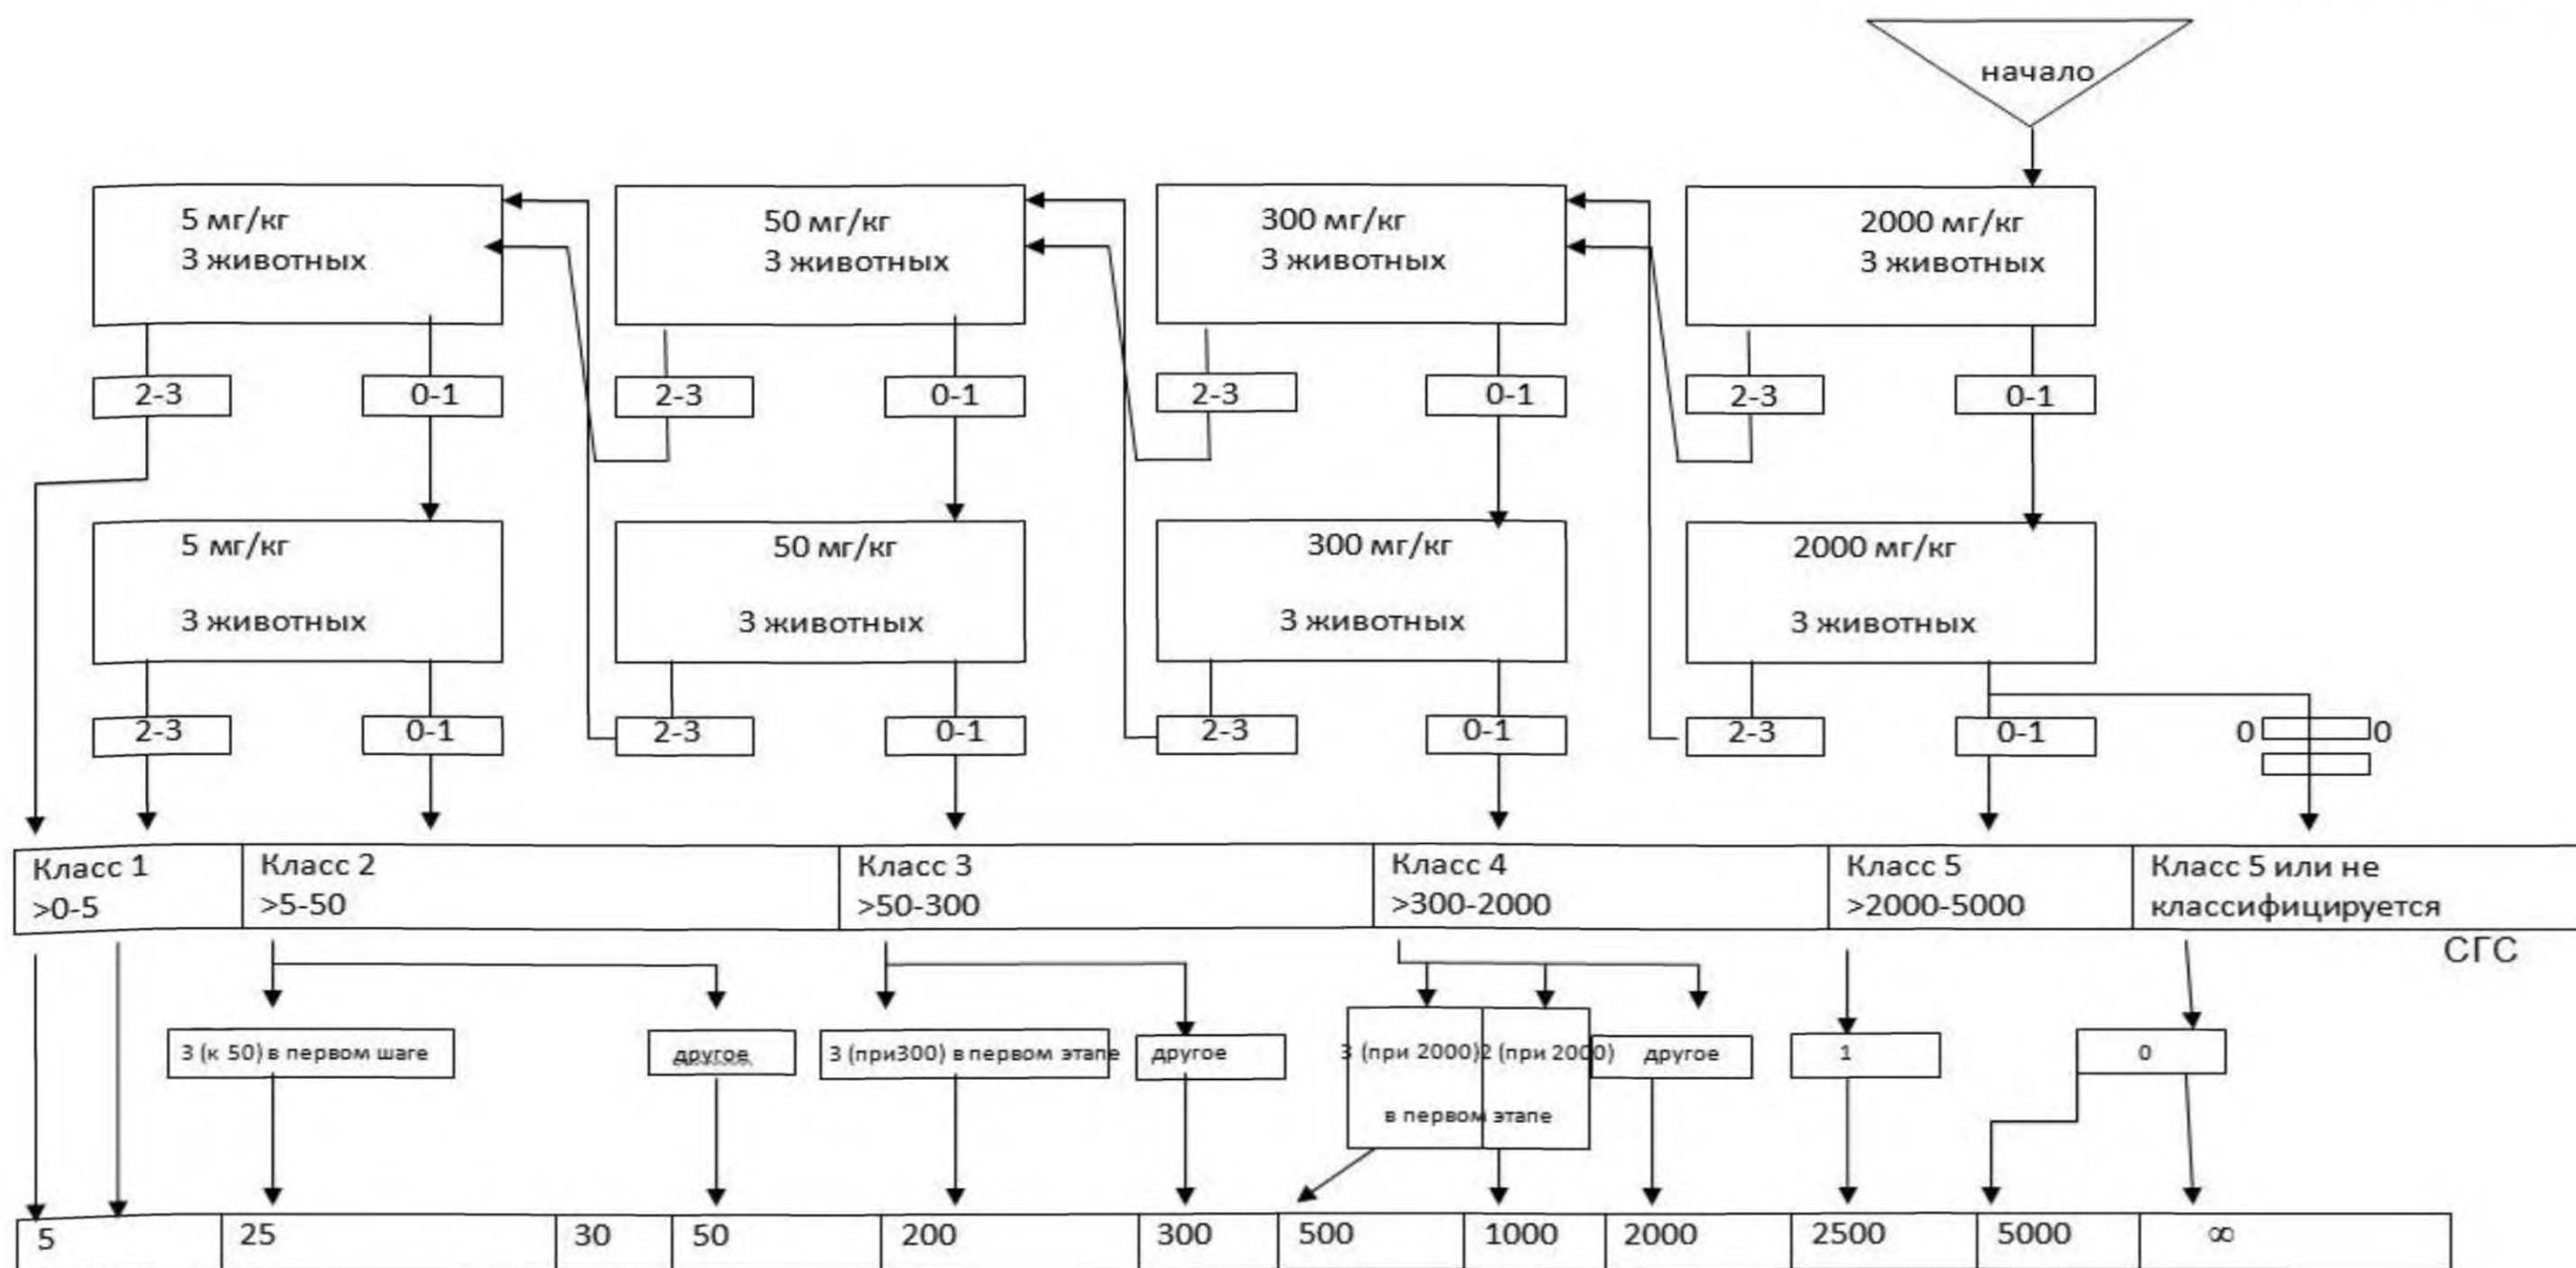 начало
5 мг/кг
3 животных
50 мг/кг
3 животных
300 мг/кг
3 животных
2000 мг/кг
3 животных
2-3
0-1
2-3
0-1
2-3
0-1
2-3
0-1
5 мг/кг
3 животных
50 мг/кг
3 животных
300 мг/кг
3 животных
2000 мг/кг
3 животных
2-3
0-1
2-3
0-1
2-3
0-1
2-3
0-1
0
0
Класс 1
>0-5
Класс 2
>5-50
Класс 3
>50-300
Класс 4
>300-2000
Класс 5
>2000-5000
Класс 5 или не
классифицируется
СГС
3 (к 50) в первом шаге
другое
3 (при300) в первом этапе
другое
3 (при 2000)
2 (при 2000)
в первом этапе
другое
1
0
5
25
30
50
200
300
500
1000
2000
2500
5000
∞